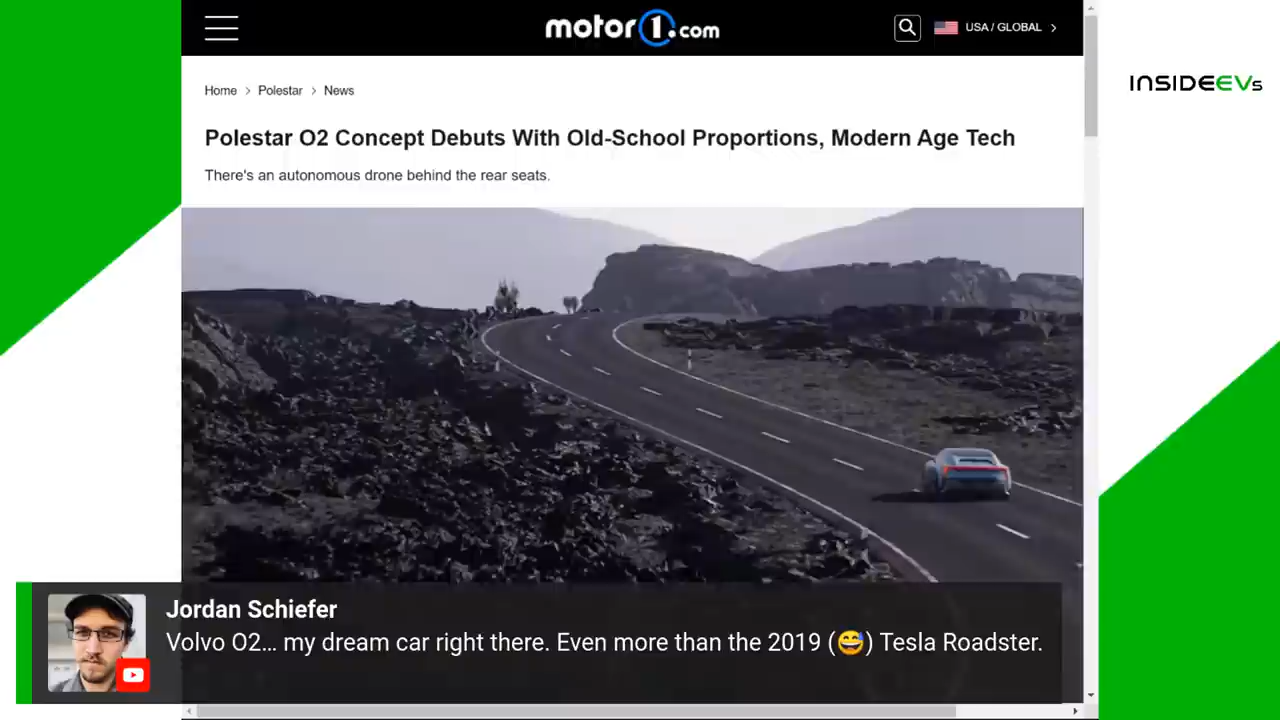 motor1.com
USA / GLOBAL
INSIDEEVs
Home > Polestar > News
Polestar O2 Concept Debuts With Old-School Proportions, Modern Age Tech
There's an autonomous drone behind the rear seats.
Jordan Schiefer
Volvo O2... my dream car right there. Even more than the 2019 (😅) Tesla Roadster.